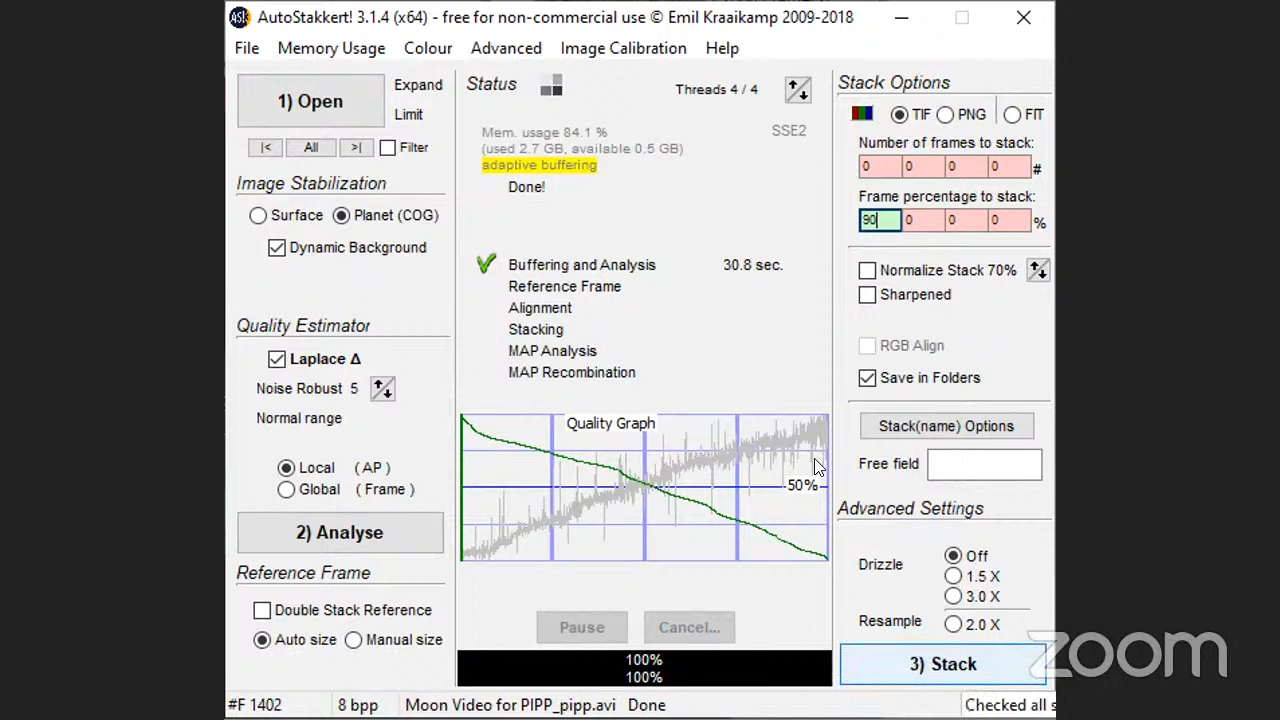 AS!
AutoStakkert! 3.1.4 (x64) - free for non-commercial use © Emil Kraaikamp 2009-2018
File Memory Usage Colour Advanced Image Calibration Help
1) Open
Expand
Limit
|< All >| Filter
Image Stabilization
Surface Planet (COG)
Dynamic Background
Quality Estimator
Laplace Δ
Noise Robust 5
Normal range
Local (AP)
Global (Frame)
2) Analyse
Reference Frame
Double Stack Reference
Auto size Manual size
Status
Threads 4 / 4
Mem. usage 84.1 %
SSE2
(used 2.7 GB, available 0.5 GB)
adaptive buffering
Done!
Buffering and Analysis 30.8 sec.
Reference Frame
Alignment
Stacking
MAP Analysis
MAP Recombination
Quality Graph
50%
Pause Cancel...
100%
100%
Stack Options
TIF PNG FIT
Number of frames to stack:
0 0 0 0 #
Frame percentage to stack:
90 0 0 0 %
Normalize Stack 70%
Sharpened
RGB Align
Save in Folders
Stack(name) Options
Free field
Advanced Settings
Drizzle
Off
1.5 X
3.0 X
Resample 2.0 X
3) Stack
zoom
#F 1402 8 bpp Moon Video for PIPP_pipp.avi Done Checked all s